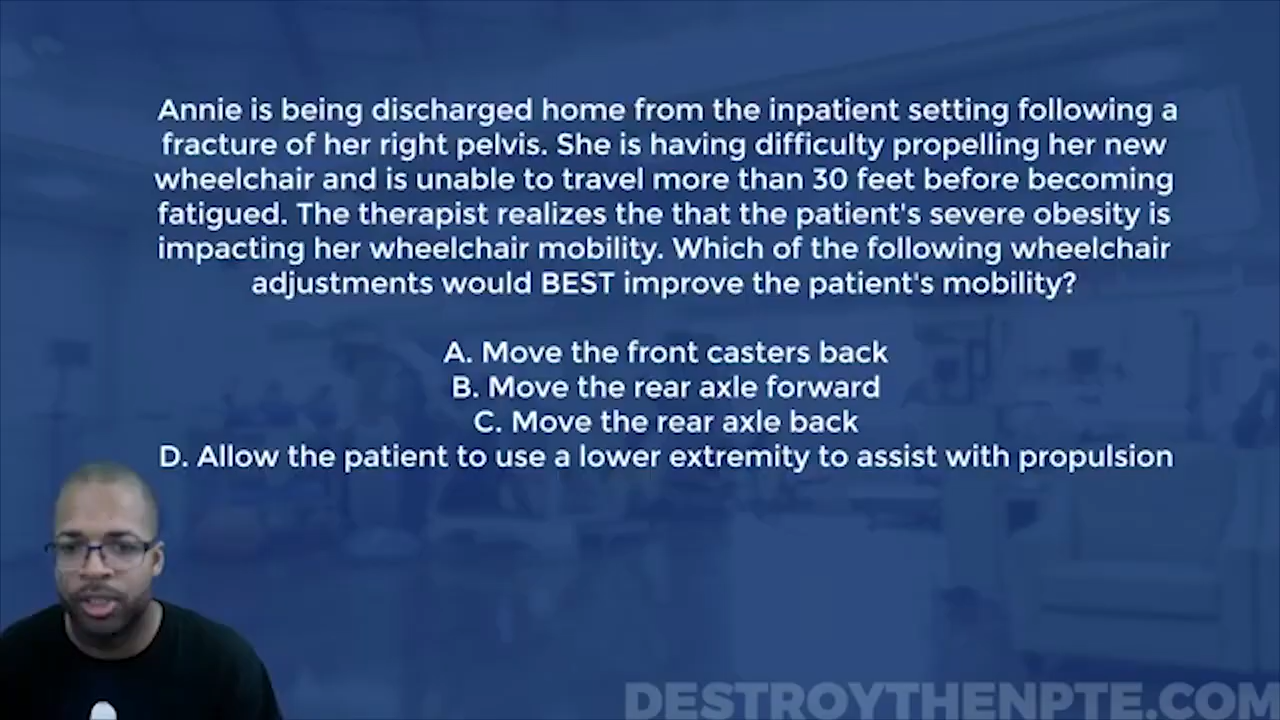 Annie is being discharged home from the inpatient setting following a
fracture of her right pelvis. She is having difficulty propelling her new
wheelchair and is unable to travel more than 30 feet before becoming
fatigued. The therapist realizes the that the patient's severe obesity is
impacting her wheelchair mobility. Which of the following wheelchair
adjustments would BEST improve the patient's mobility?
A. Move the front casters back
B. Move the rear axle forward
C. Move the rear axle back
D. Allow the patient to use a lower extremity to assist with propulsion
DESTROYTHENPTE.COM